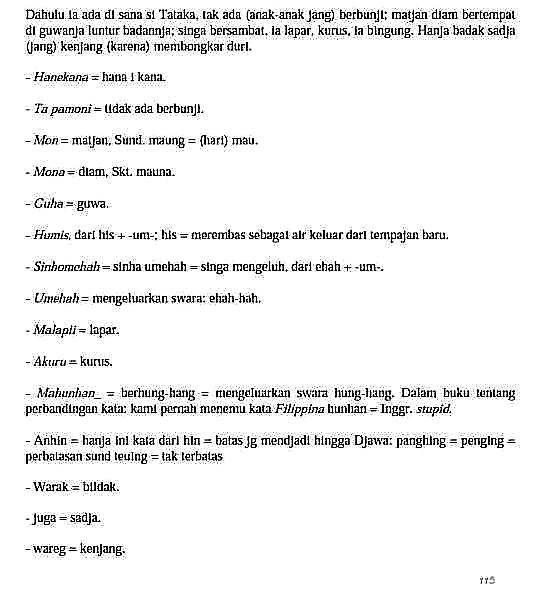 Dahulu ia ada di sana si Tataka, tak ada (anak-anak jang) berbunji; matjan diam bertempat
di guwanja luntur badannja; singa bersambat, ia lapar, kurus, ia bingung. Hanja badak sadja
(jang) kenjang (karena) membongkar duri.
- Hanekana = hana i kana.
- Ta pamoni = tidak ada berbunji.
- Mon = matjan, Sund. maung = (hari) mau.
- Mona = diam, Skt. mauna.
- Guha = guwa.
- Humis, dari his + -um-; his = merembas sebagai air keluar dari tempajan baru.
- Sinhomehah = sinha umehah = singa mengeluh, dari ehah + -um-.
- Umehah = mengeluarkan swara: ehah-hah.
- Malapli = lapar.
- Akuru = kurus.
- Mahunhan_ = berhung-hang = mengeluarkan swara hung-hang. Dalam buku tentang
perbandingan kata: kami pernah menemu kata Filippina hunhan = Inggr. stupid.
- Anhin = hanja ini kata dari hin = batas jg mendjadi hingga Djawa: panghing = penging =
perbatasan sund teuing = tak terbatas
- Warak = bildak.
- juga = sadja.
- wareg = kenjang.
115